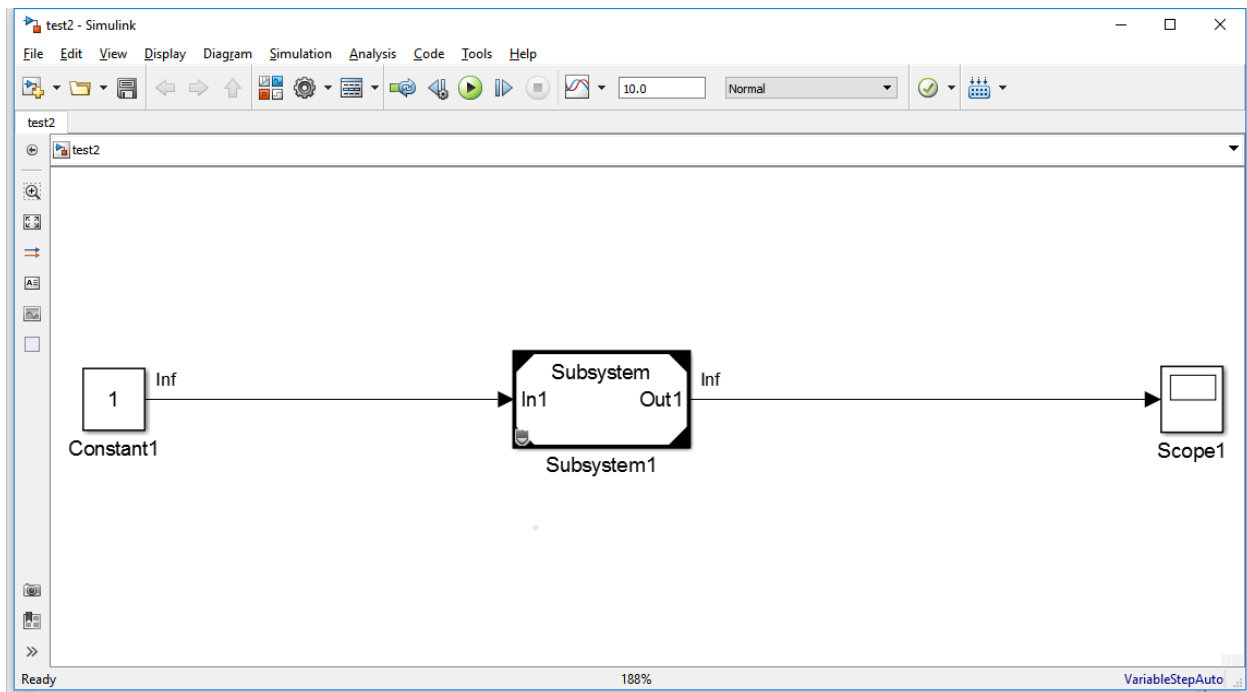 test2 - Simulink
File Edit View Display Diagram Simulation Analysis Code Tools Help
10.0 Normal
test2
test2
Inf Subsystem Inf
1 In1 Out1
Constant1 Subsystem1 Scope1
Ready 188% VariableStepAuto